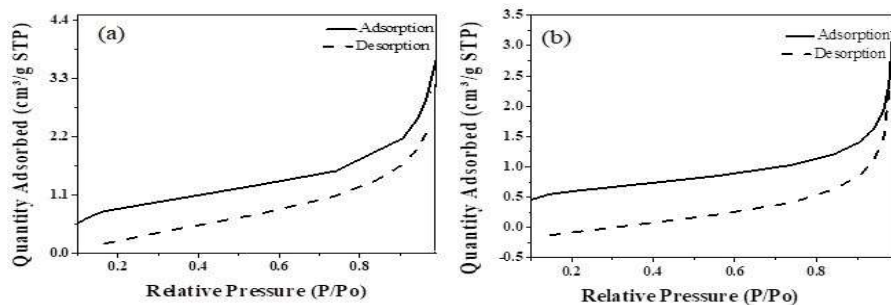 (a)
Adsorption
Desorption
4.4
3.3
2.2
1.1
0.0
Quantity Adsorbed (cm³/g STP)
0.2 0.4 0.6 0.8
Relative Pressure (P/Po)
(b)
Adsorption
Desorption
3.5
3.0
2.5
2.0
1.5
1.0
0.5
0.0
-0.5
Quantity Adsorbed (cm³/g STP)
0.2 0.4 0.6 0.8
Relative Pressure (P/Po)